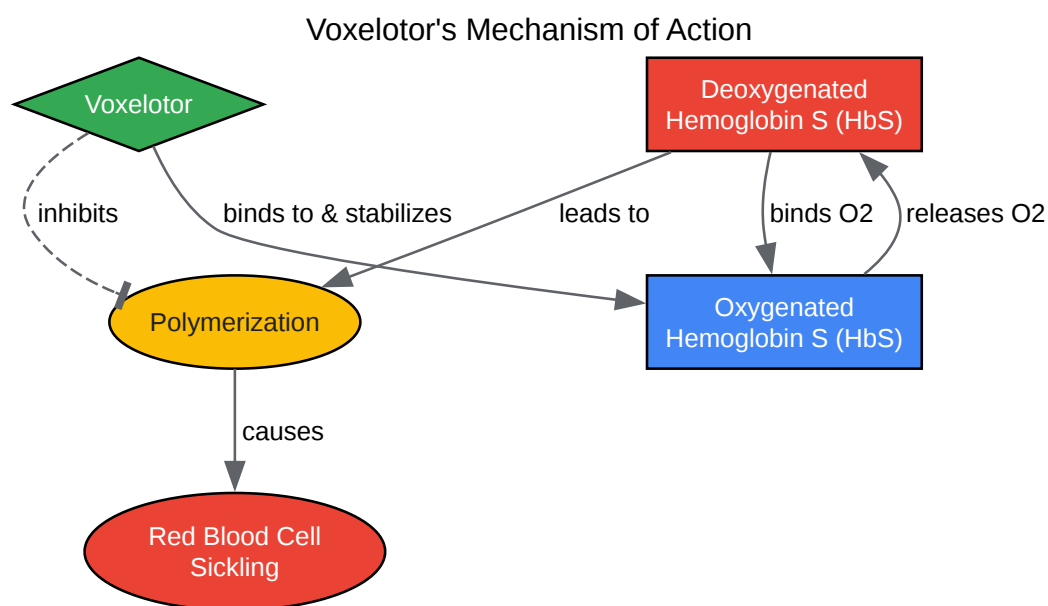 Voxelotor's Mechanism of Action
Voxelotor
Deoxygenated
Hemoglobin S (HbS)
inhibits
binds to & stabilizes
leads to
binds O2
releases O2
Polymerization
Oxygenated
Hemoglobin S (HbS)
causes
Red Blood Cell
Sickling